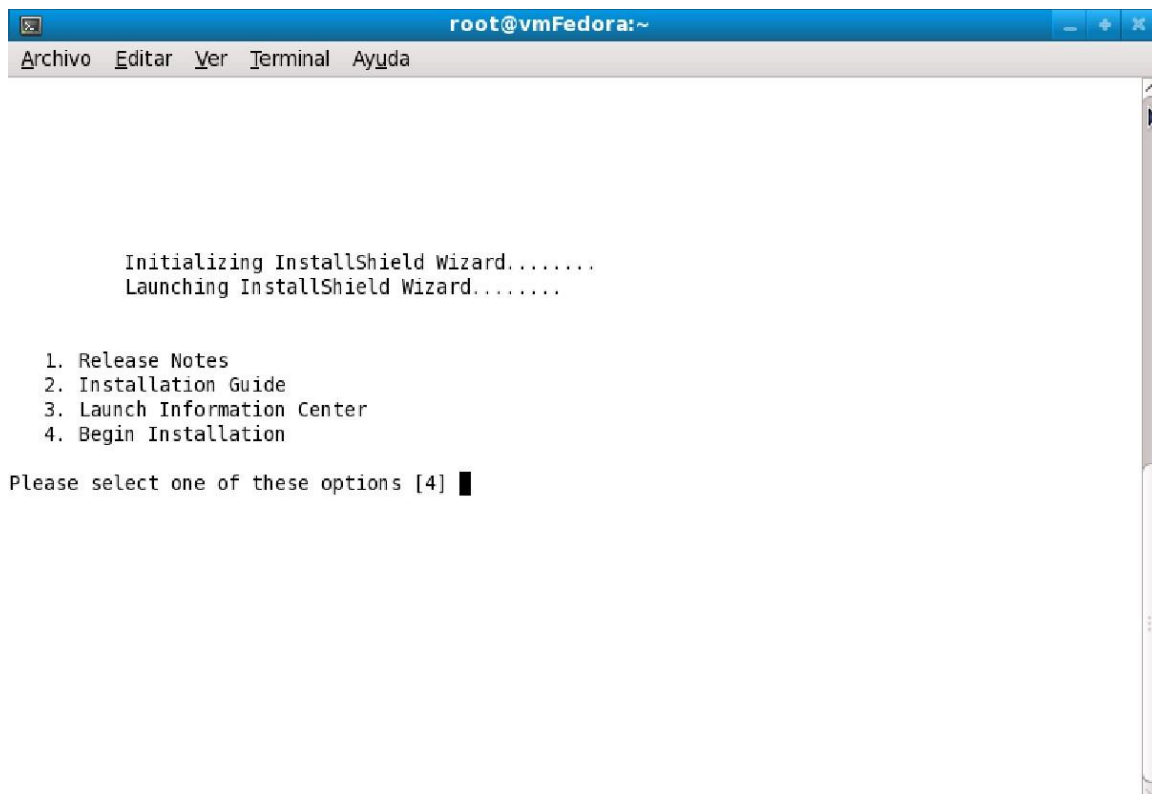 root@vmFedora:~
Archivo Editar Ver Terminal Ayuda
Initializing InstallShield Wizard........
Launching InstallShield Wizard........
1. Release Notes
2. Installation Guide
3. Launch Information Center
4. Begin Installation
Please select one of these options [4]